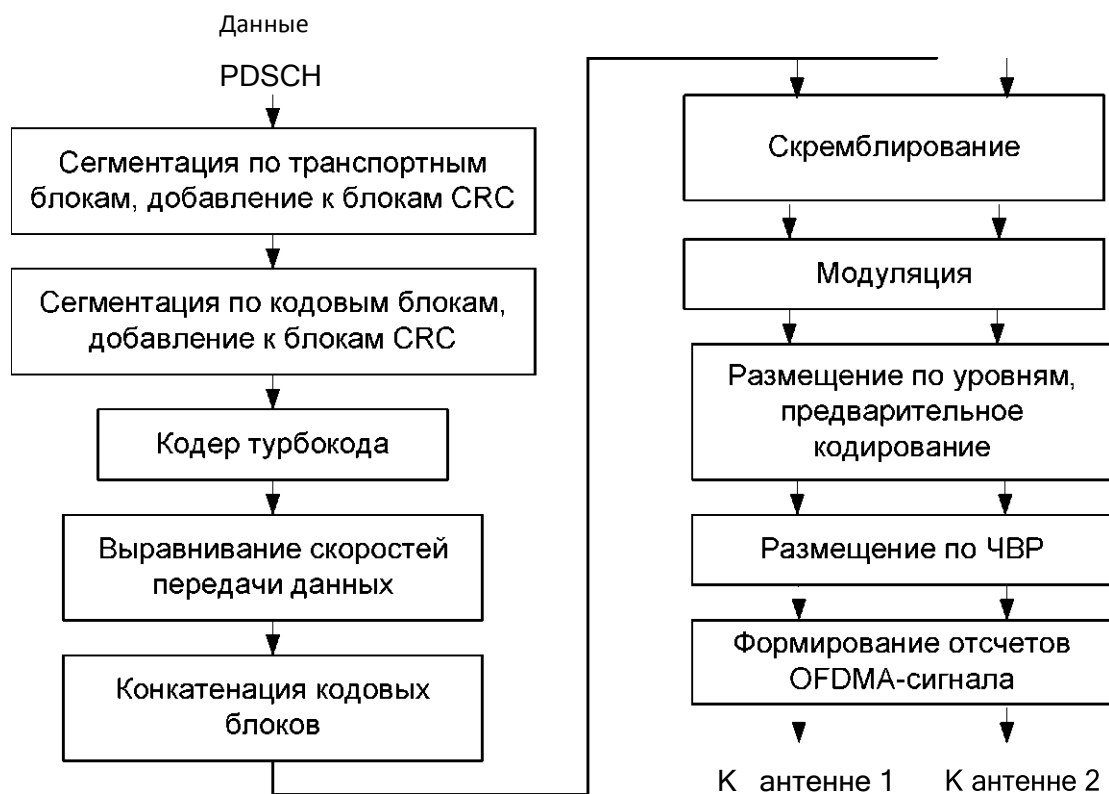 Данные
PDSCH
Сегментация по транспортным
блокам, добавление к блокам CRC
Сегментация по кодовым блокам,
добавление к блокам CRC
Кодер турбокода
Выравнивание скоростей
передачи данных
Конкатенация кодовых
блоков
Скремблирование
Модуляция
Размещение по уровням,
предварительное
кодирование
Размещение по ЧВР
Формирование отсчетов
OFDMA-сигнала
К антенне 1
К антенне 2